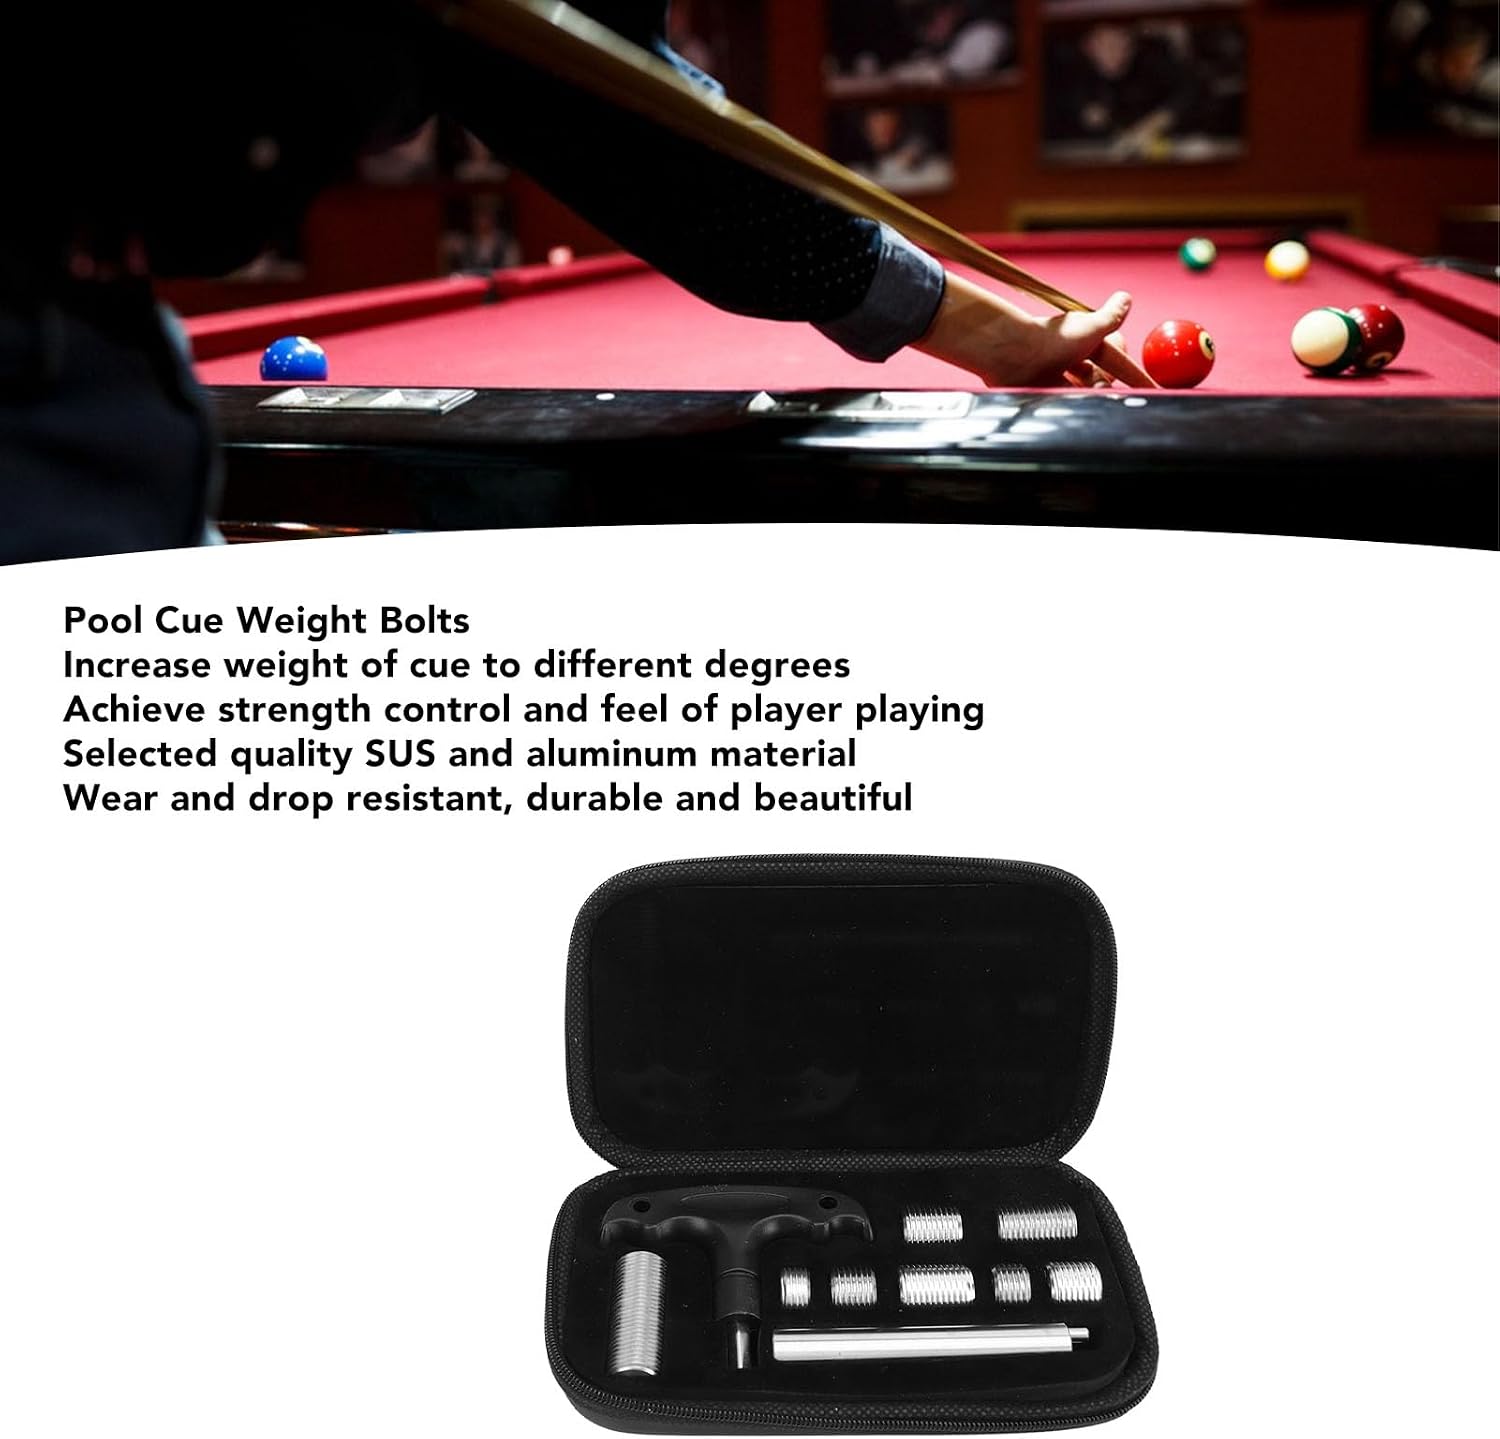 Pool Cue Weight Bolts
Increase weight of cue to different degrees
Achieve strength control and feel of player playing
Selected quality SUS and aluminum material
Wear and drop resistant, durable and beautiful